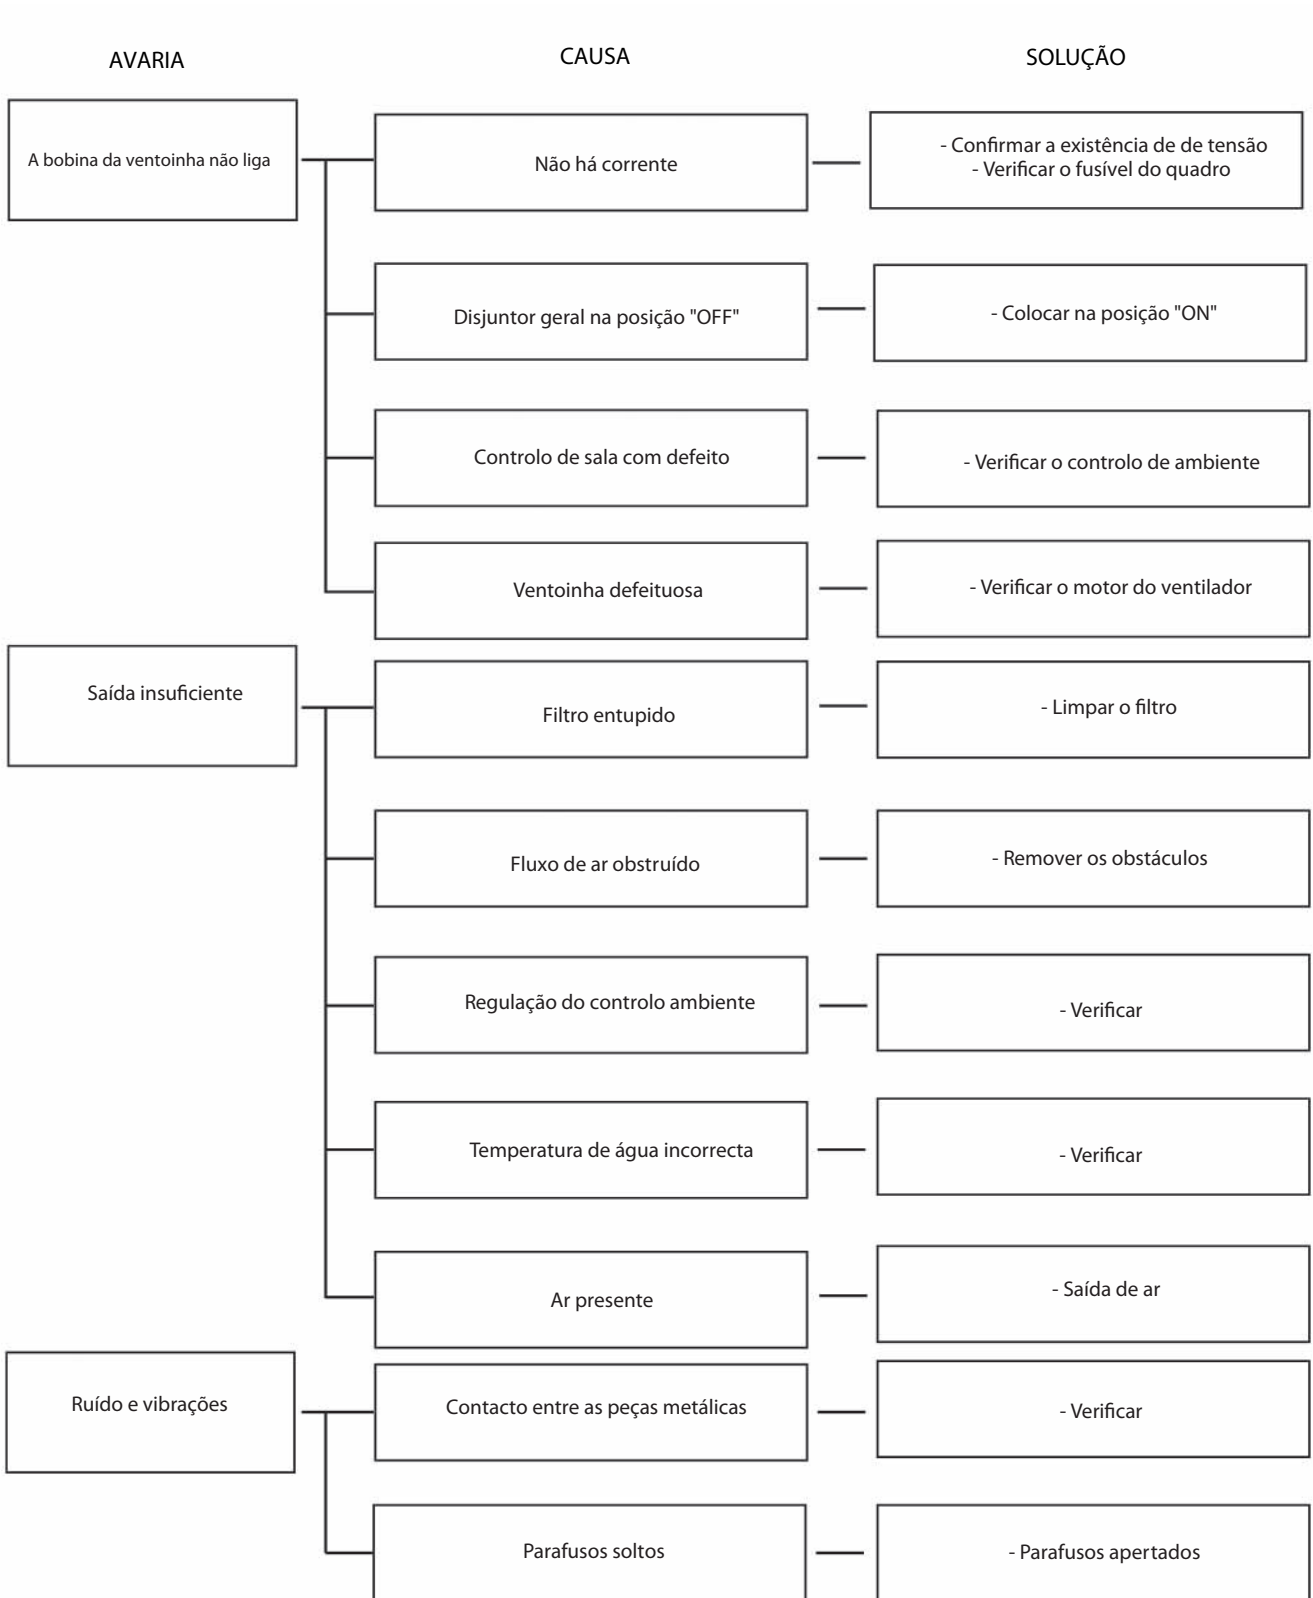 AVARIA
CAUSA
SOLUÇÃO
A bobina da ventoinha não liga
Não há corrente
- Confirmar a existência de de tensão
- Verificar o fusível do quadro
Disjuntor geral na posição "OFF"
- Colocar na posição "ON"
Controlo de sala com defeito
- Verificar o controlo de ambiente
Ventoinha defeituosa
- Verificar o motor do ventilador
Saída insuficiente
Filtro entupido
- Limpar o filtro
Fluxo de ar obstruído
- Remover os obstáculos
Regulação do controlo ambiente
- Verificar
Temperatura de água incorrecta
- Verificar
Ar presente
- Saída de ar
Ruído e vibrações
Contacto entre as peças metálicas
- Verificar
Parafusos soltos
- Parafusos apertados